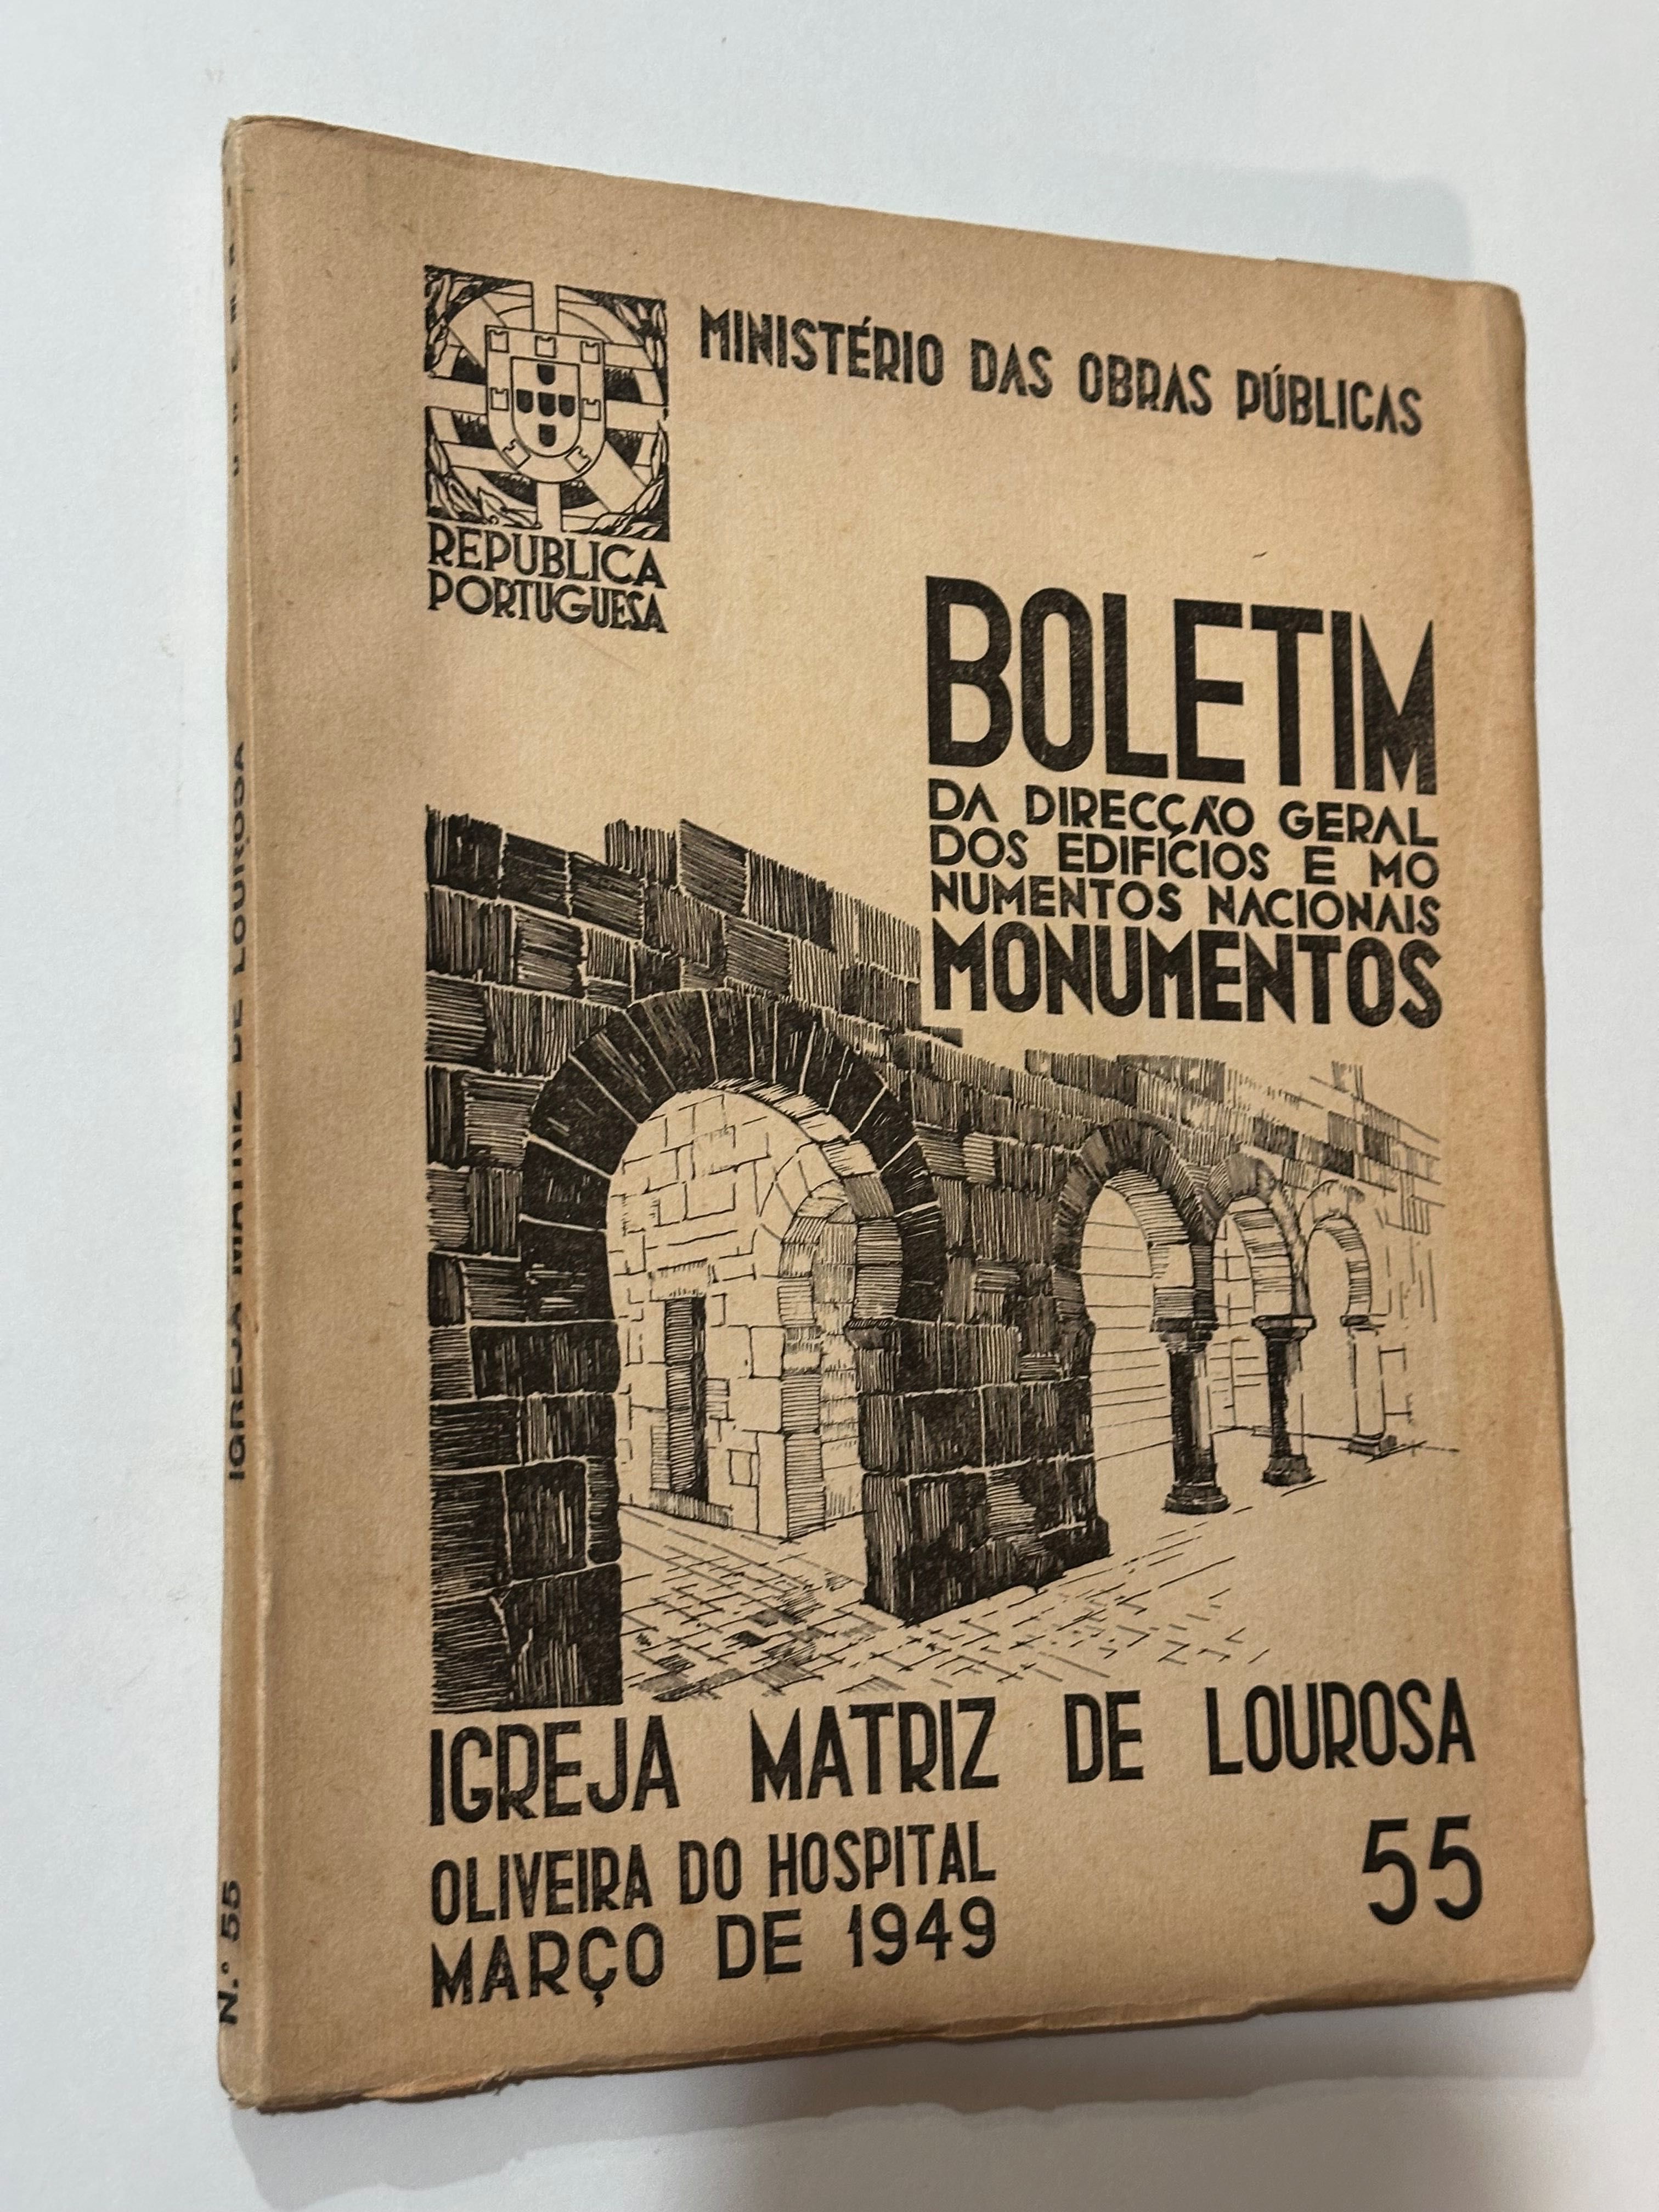 REPUBLICA
PORTUGUESA
MINISTÉRIO DAS OBRAS PÚBLICAS
BOLETIM
DA DIRECÇÃO GERAL
DOS EDIFÍCIOS E MO
NUMENTOS NACIONAIS
MONUMENTOS
IGREJA MATRIZ DE LOUROSA
OLIVEIRA DO HOSPITAL
MARÇO DE 1949
55
N.º 55
IGREJA MATRIZ DE LOUROSA